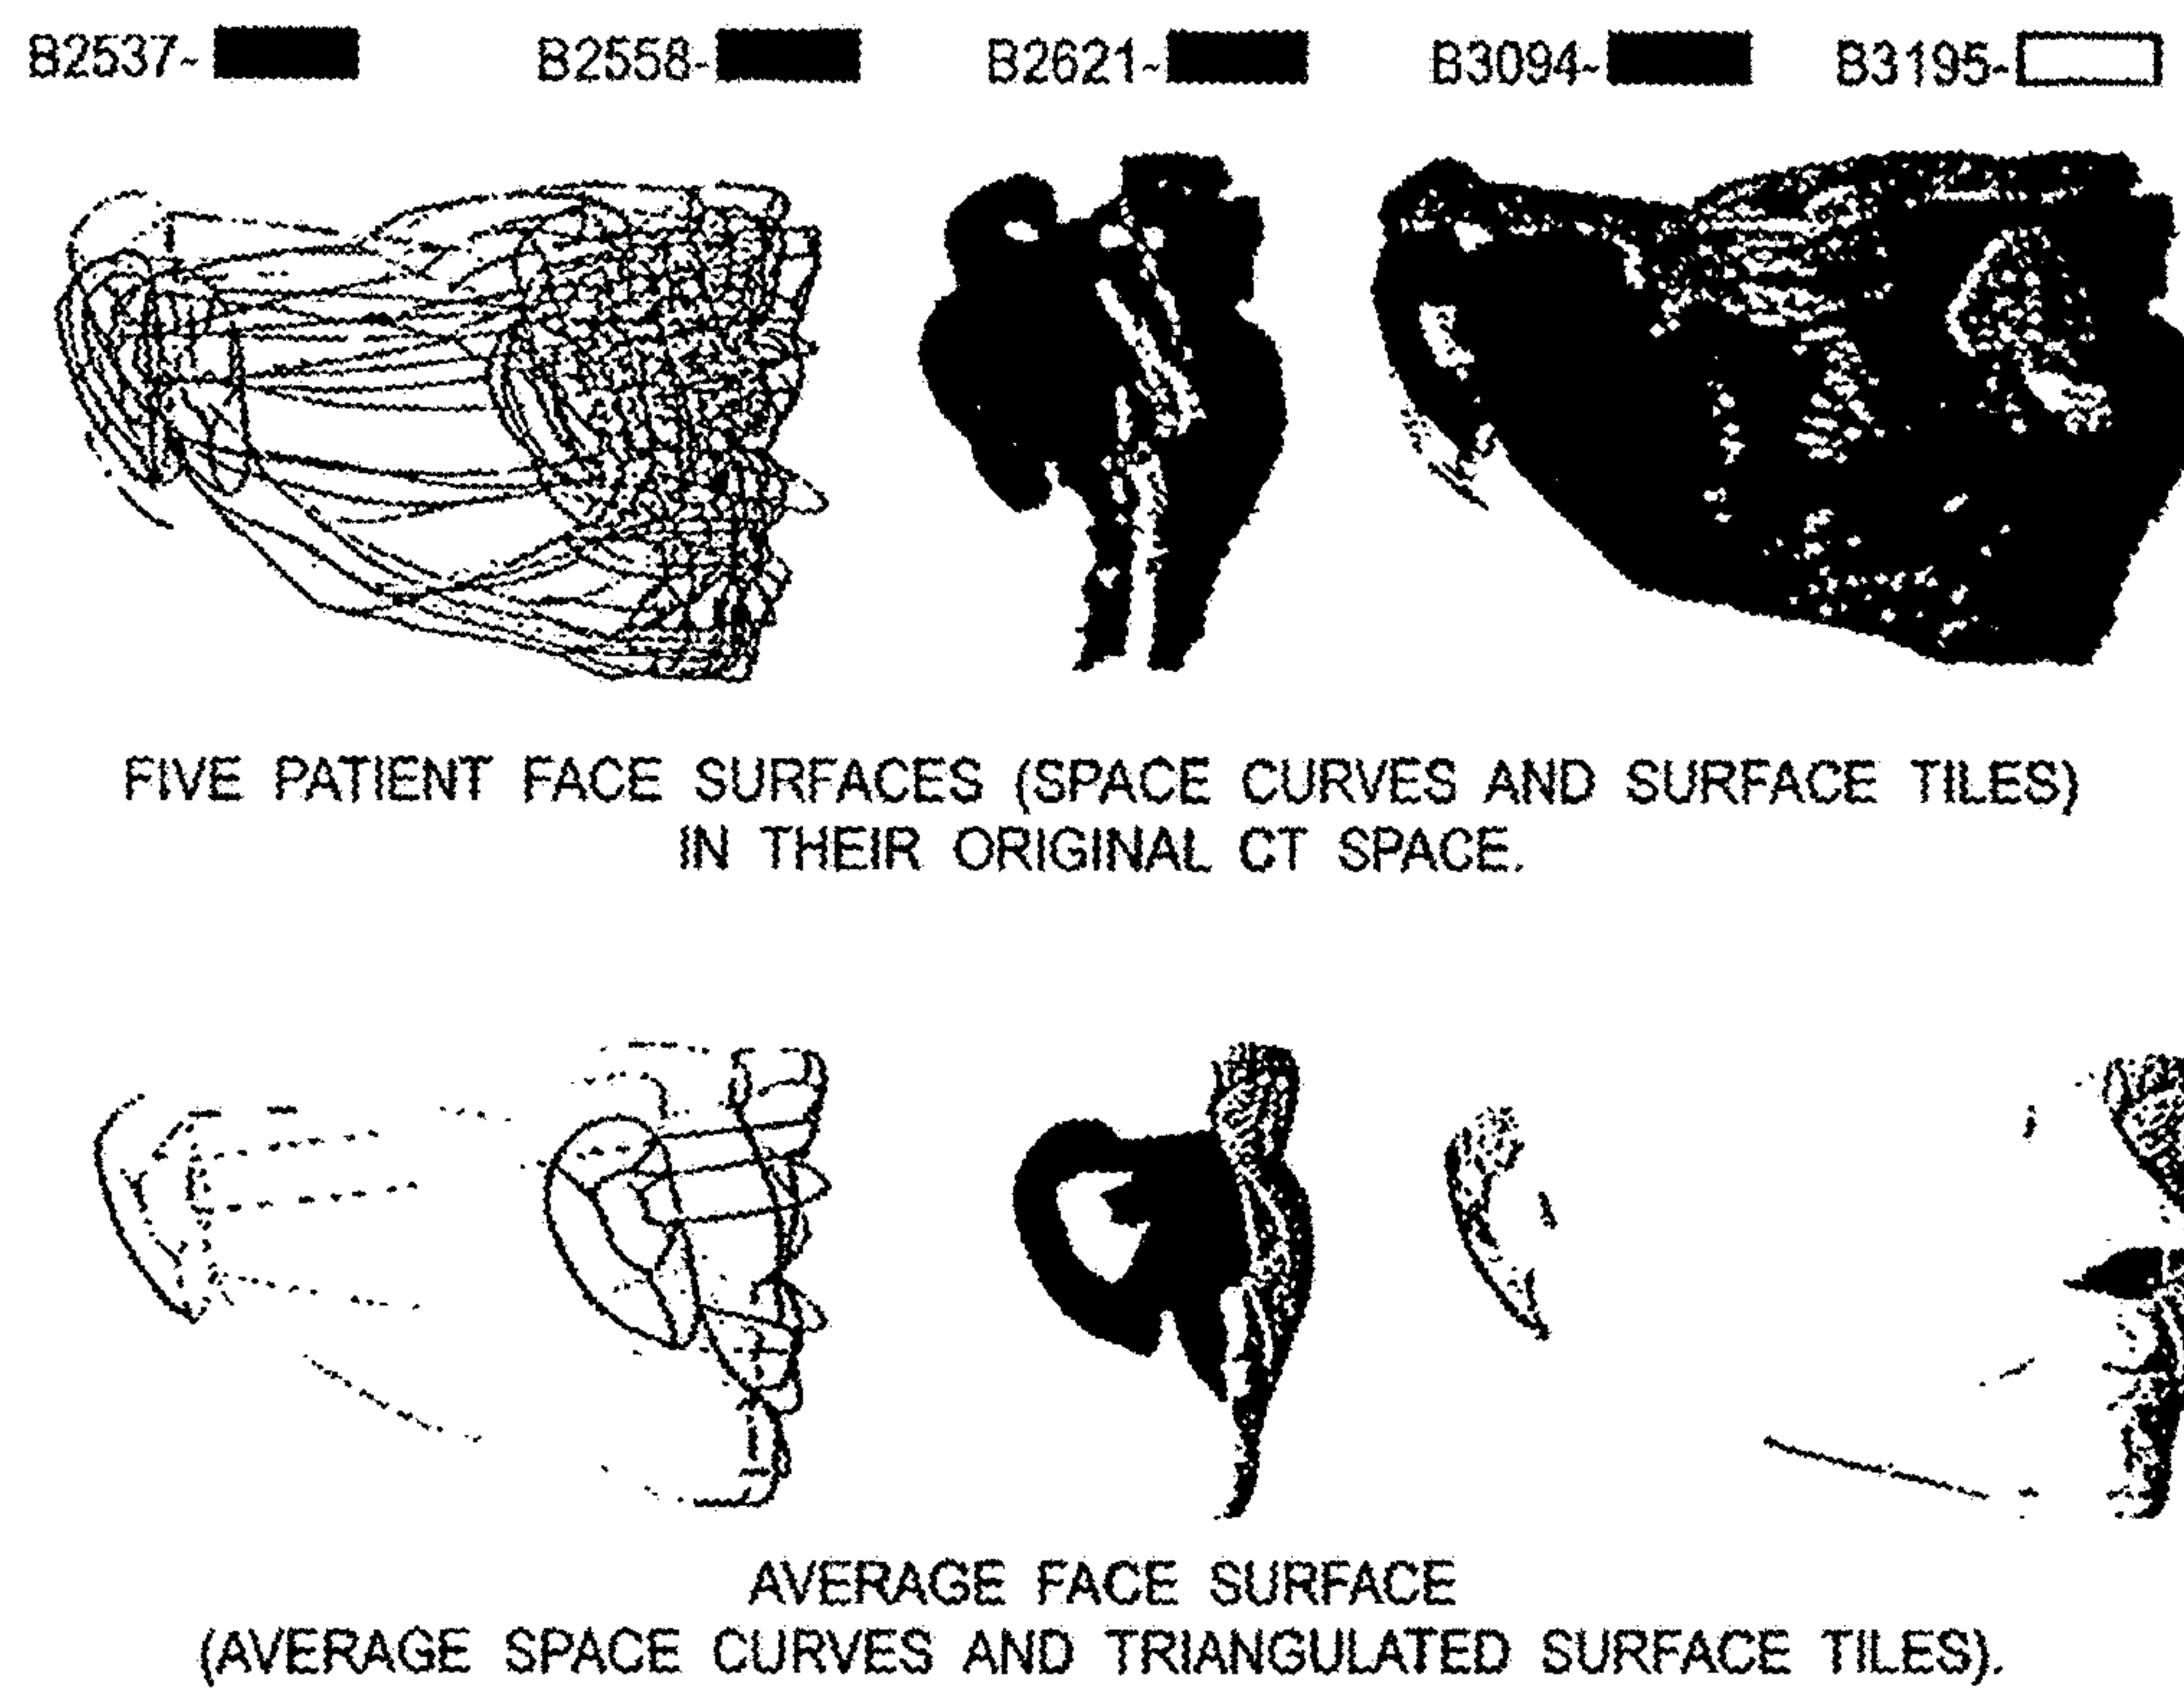 B2537- B2558- B2621- B3094- B3195-
FIVE PATIENT FACE SURFACES (SPACE CURVES AND SURFACE TILES)
IN THEIR ORIGINAL CT SPACE.
AVERAGE FACE SURFACE
(AVERAGE SPACE CURVES AND TRIANGULATED SURFACE TILES).